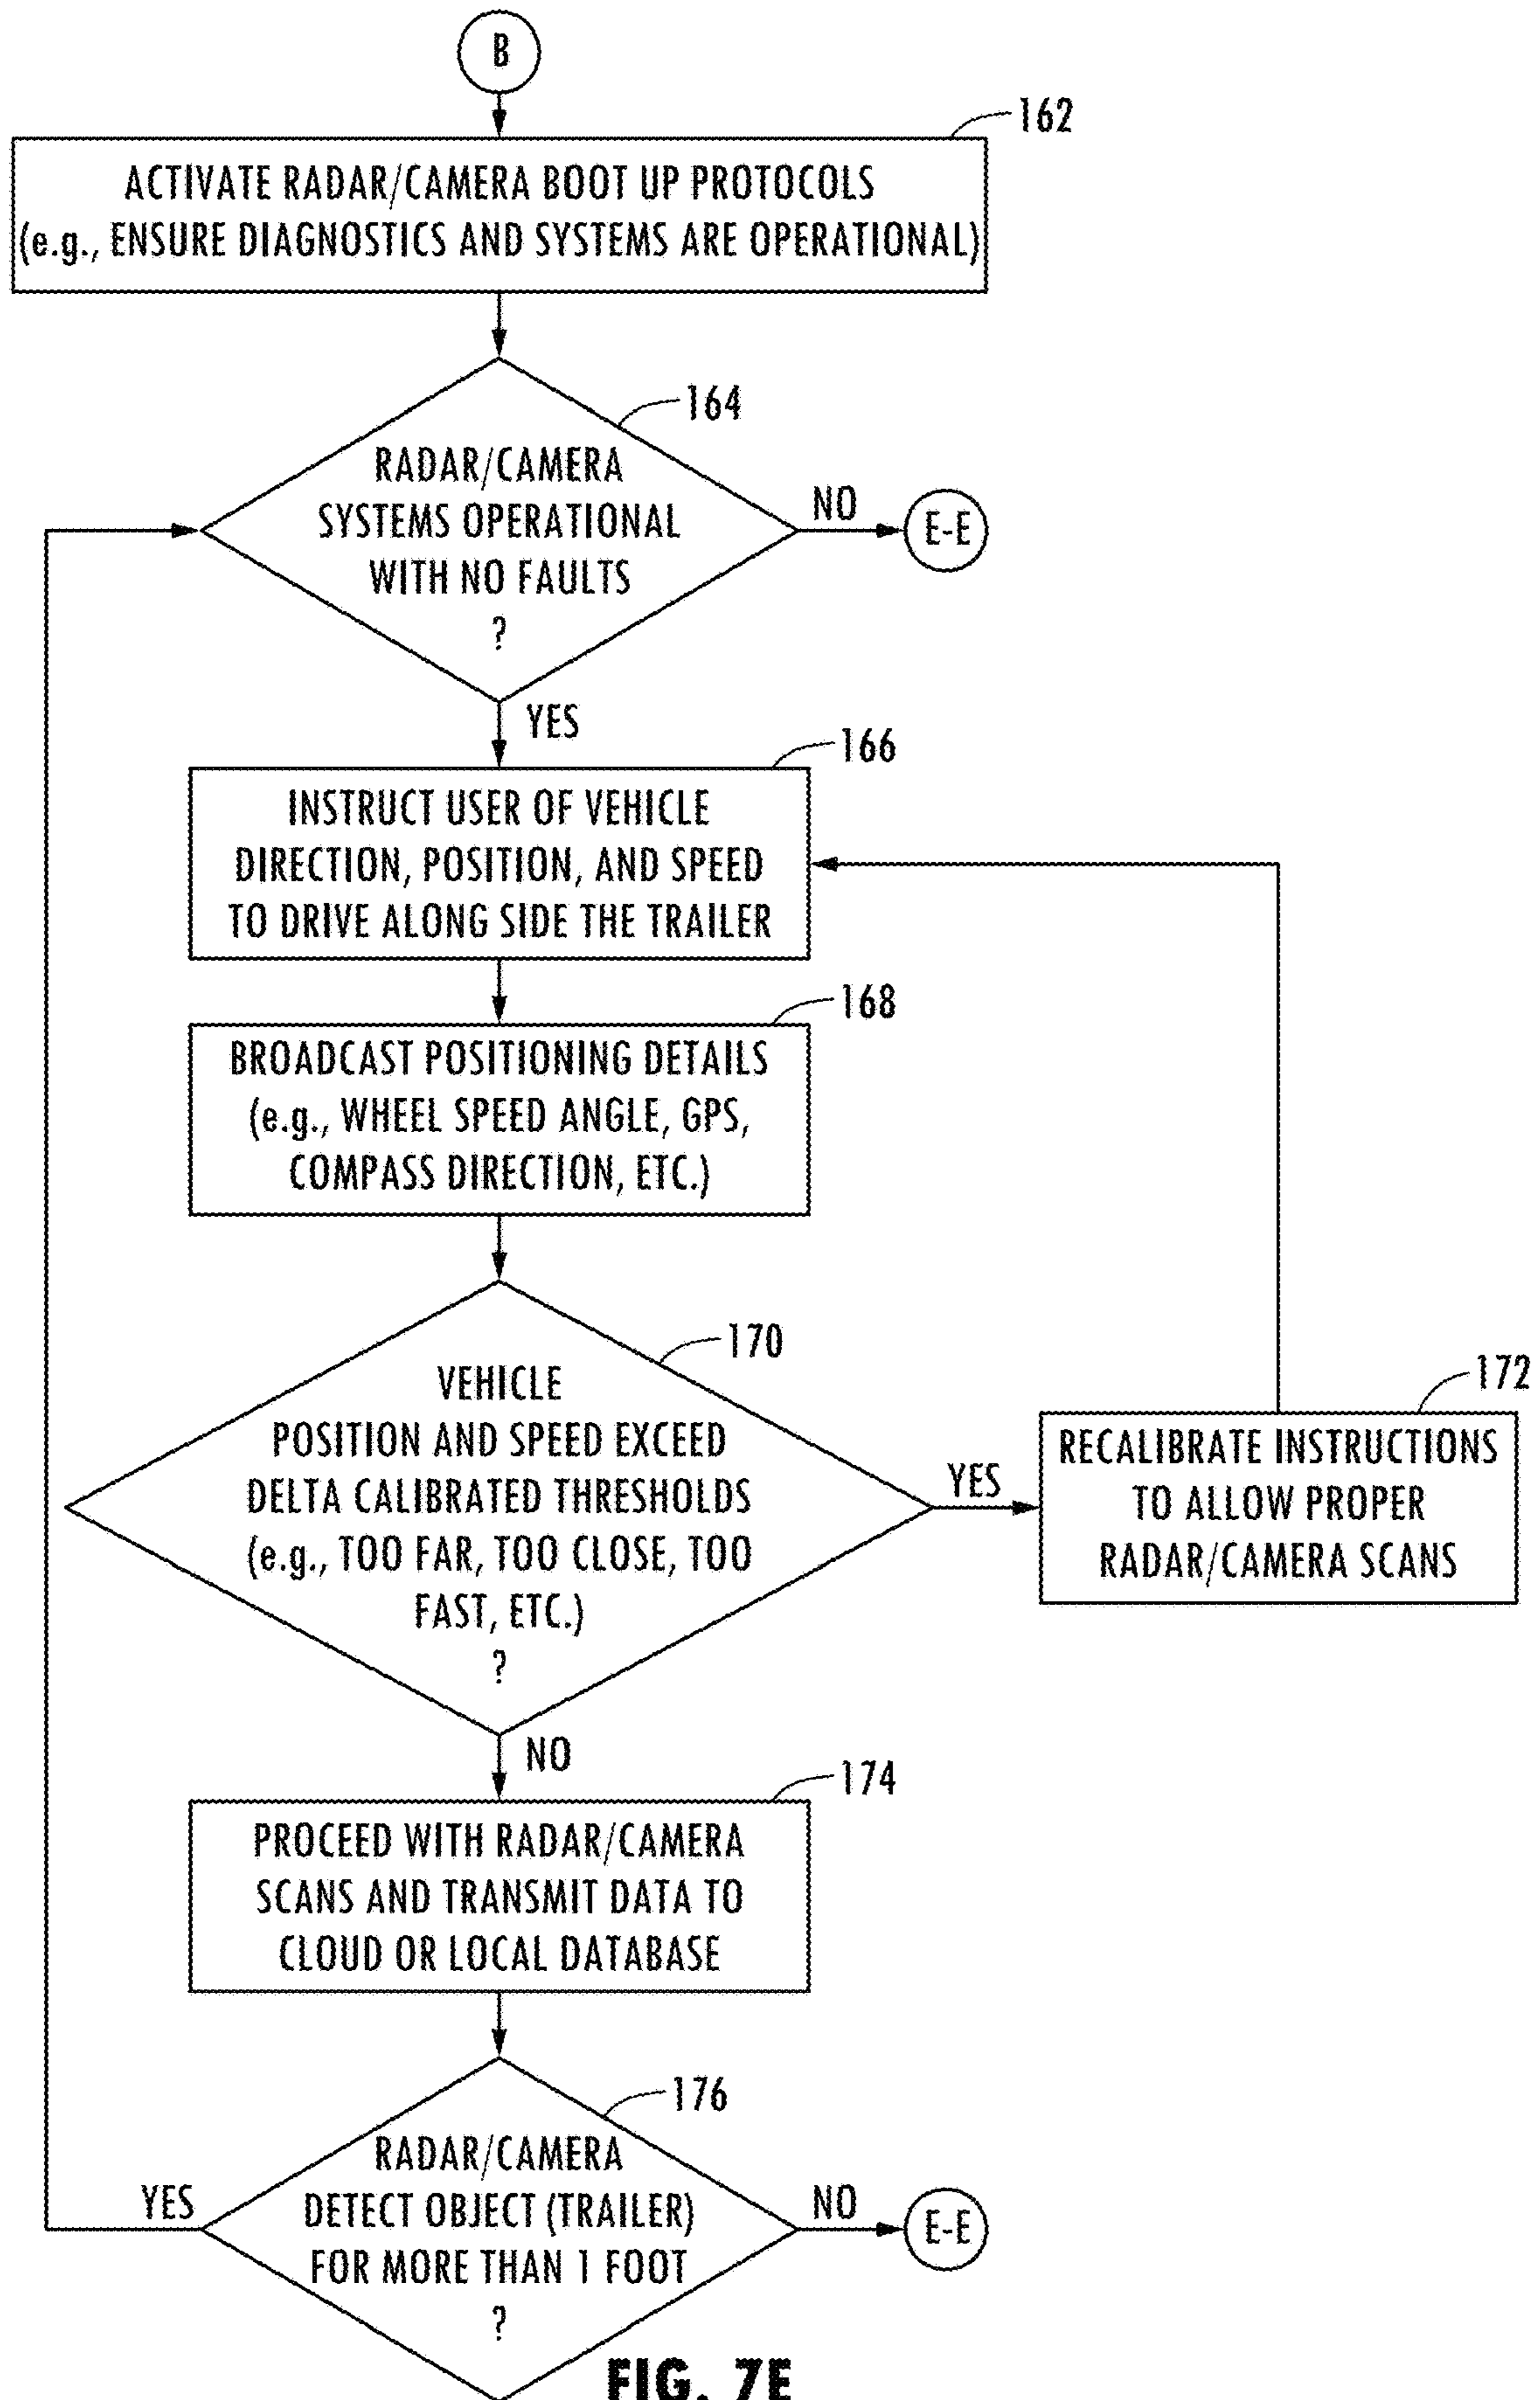 B
162
ACTIVATE RADAR/CAMERA BOOT UP PROTOCOLS
(e.g., ENSURE DIAGNOSTICS AND SYSTEMS ARE OPERATIONAL)
164
RADAR/CAMERA
SYSTEMS OPERATIONAL
WITH NO FAULTS
?
NO
E-E
YES
166
INSTRUCT USER OF VEHICLE
DIRECTION, POSITION, AND SPEED
TO DRIVE ALONG SIDE THE TRAILER
168
BROADCAST POSITIONING DETAILS
(e.g., WHEEL SPEED ANGLE, GPS,
COMPASS DIRECTION, ETC.)
170
VEHICLE
POSITION AND SPEED EXCEED
DELTA CALIBRATED THRESHOLDS
(e.g., TOO FAR, TOO CLOSE, TOO
FAST, ETC.)
?
YES
172
RECALIBRATE INSTRUCTIONS
TO ALLOW PROPER
RADAR/CAMERA SCANS
NO
174
PROCEED WITH RADAR/CAMERA
SCANS AND TRANSMIT DATA TO
CLOUD OR LOCAL DATABASE
176
RADAR/CAMERA
DETECT OBJECT (TRAILER)
FOR MORE THAN 1 FOOT
?
YES
NO
E-E
FIG. 7E